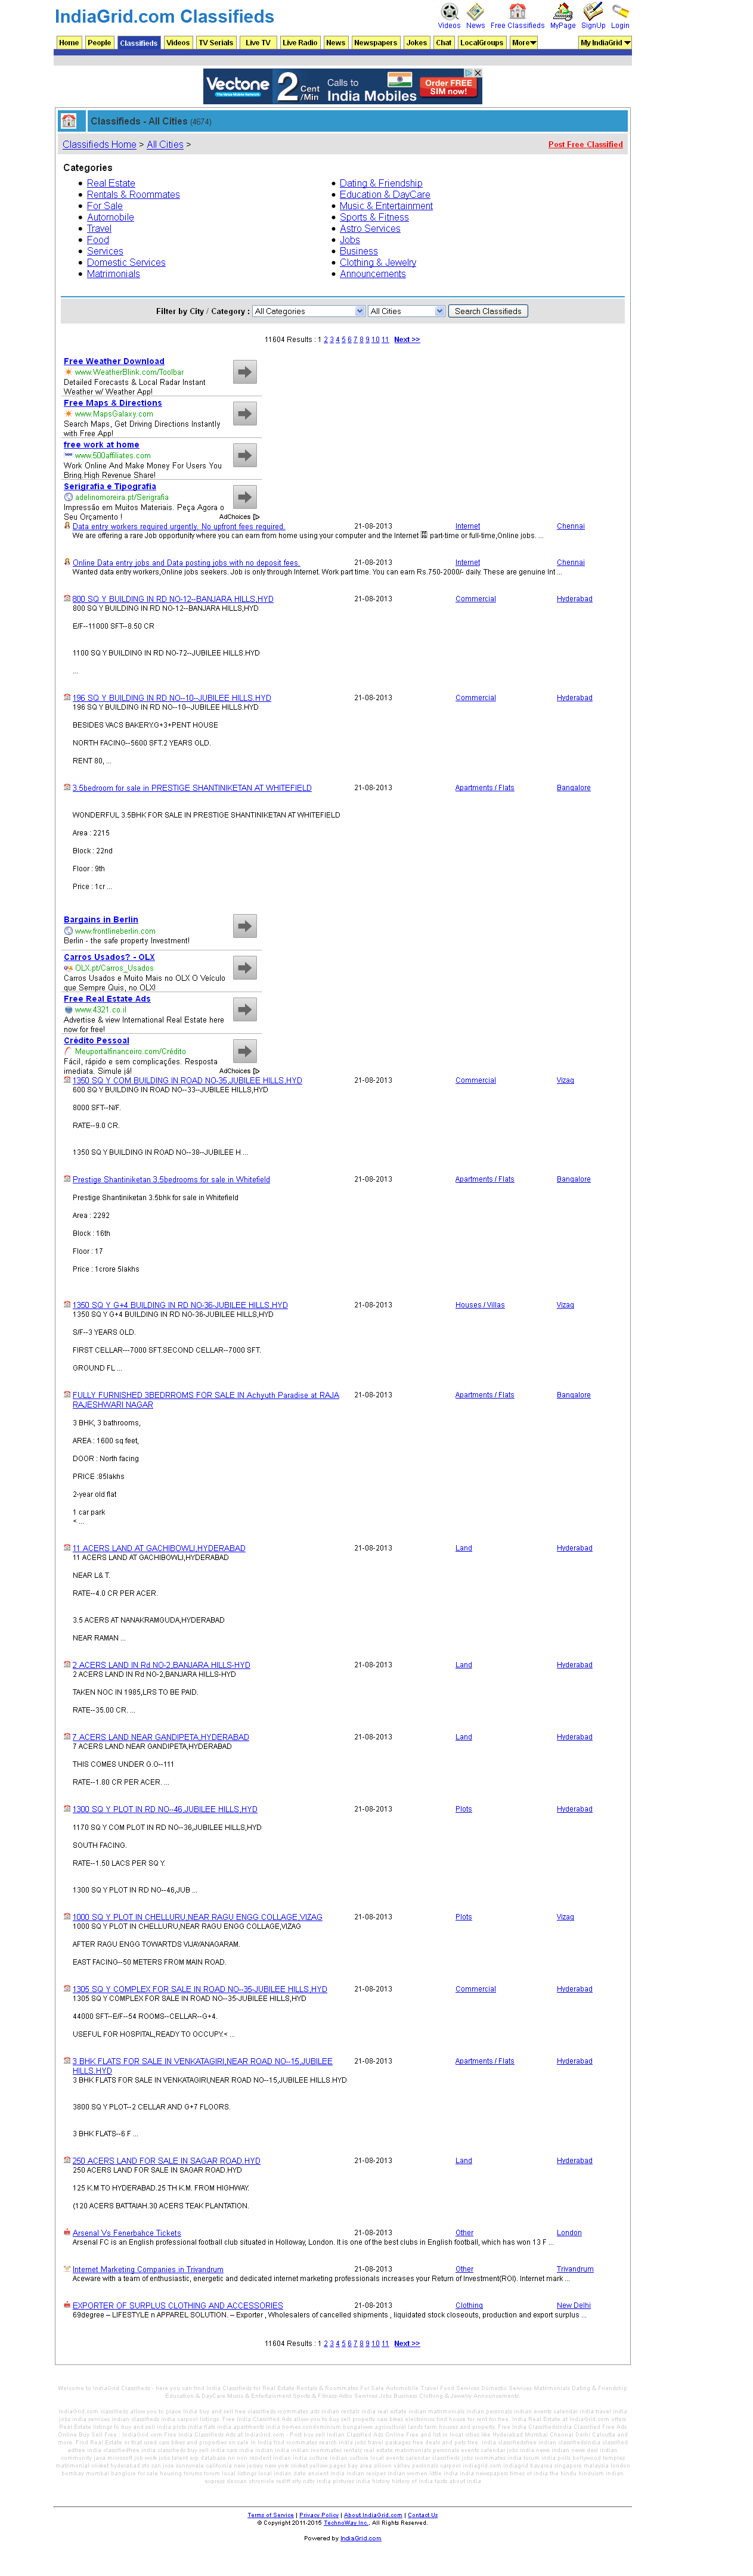 IndiaGrid.com Classifieds
Videos News Free Classifieds MyPage SignUp Login
Home People Classifieds Videos TV Serials Live TV Live Radio News Newspapers Jokes Chat LocalGroups More My IndiaGrid
Vectone Mobile 2 Cent/Min Calls to India Mobiles Order FREE SIM now!
Classifieds - All Cities (4674)
Classifieds Home > All Cities >
Post Free Classified
Categories
Real Estate
Rentals & Roommates
For Sale
Automobile
Travel
Food
Services
Domestic Services
Matrimonials
Dating & Friendship
Education & DayCare
Music & Entertainment
Sports & Fitness
Astro Services
Jobs
Business
Clothing & Jewelry
Announcements
Filter by City / Category : All Categories All Cities Search Classifieds
11604 Results : 1 2 3 4 5 6 7 8 9 10 11 Next >>
Free Weather Download
www.WeatherBlink.com/Toolbar
Detailed Forecasts & Local Radar Instant
Weather w/ Weather App!
Free Maps & Directions
www.MapsGalaxy.com
Search Maps, Get Driving Directions Instantly
with Free App!
free work at home
www.500affiliates.com
Work Online And Make Money For Users You
Bring.High Revenue Share!
Serigrafia e Tipografia
adelinomoreira.pt/Serigrafia
Impressão em Muitos Materiais. Peça Agora o
Seu Orçamento !
AdChoices
Data entry workers required urgently. No upfront fees required. 21-08-2013 Internet Chennai
We are offering a rare Job opportunity where you can earn from home using your computer and the Internet part-time or full-time,Online jobs. ...
Online Data entry jobs and Data posting jobs with no deposit fees. 21-08-2013 Internet Chennai
Wanted data entry workers,Online jobs seekers. Job is only through Internet. Work part time. You can earn Rs.750-2000/- daily. These are genuine Int ...
800 SQ Y BUILDING IN RD NO-12--BANJARA HILLS,HYD 21-08-2013 Commercial Hyderabad
800 SQ Y BUILDING IN RD NO-12--BANJARA HILLS,HYD
E/F--11000 SFT--8.50 CR
1100 SQ Y BUILDING IN RD NO-72--JUBILEE HILLS.HYD
...
196 SQ Y BUILDING IN RD NO--10--JUBILEE HILLS.HYD 21-08-2013 Commercial Hyderabad
196 SQ Y BUILDING IN RD NO--10--JUBILEE HILLS.HYD
BESIDES VACS BAKERY.G+3+PENT HOUSE
NORTH FACING--5600 SFT.2 YEARS OLD.
RENT 80, ...
3.5bedroom for sale in PRESTIGE SHANTINIKETAN AT WHITEFIELD 21-08-2013 Apartments / Flats Bangalore
WONDERFUL 3.5BHK FOR SALE IN PRESTIGE SHANTINIKETAN AT WHITEFIELD
Area : 2215
Block : 22nd
Floor : 9th
Price : 1cr ...
Bargains in Berlin
www.frontlineberlin.com
Berlin - the safe property Investment!
Carros Usados? - OLX
OLX.pt/Carros_Usados
Carros Usados e Muito Mais no OLX O Veículo
que Sempre Quis, no OLX!
Free Real Estate Ads
www.4321.co.il
Advertise & view International Real Estate here
now for free!
Crédito Pessoal
Meuportalfinanceiro.com/Crédito
Fácil, rápido e sem complicações. Resposta
imediata. Simule já!
AdChoices
1350 SQ Y COM BUILDING IN ROAD NO-35,JUBILEE HILLS,HYD 21-08-2013 Commercial Vizag
600 SQ Y BUILDING IN ROAD NO--33--JUBILEE HILLS,HYD
8000 SFT--N/F.
RATE--9.0 CR.
1350 SQ Y BUILDING IN ROAD NO--38--JUBILEE H ...
Prestige Shantiniketan 3.5bedrooms for sale in Whitefield 21-08-2013 Apartments / Flats Bangalore
Prestige Shantiniketan 3.5bhk for sale in Whitefield
Area : 2292
Block : 16th
Floor : 17
Price : 1crore 5lakhs
1350 SQ Y G+4 BUILDING IN RD NO-36-JUBILEE HILLS,HYD 21-08-2013 Houses / Villas Vizag
1350 SQ Y G+4 BUILDING IN RD NO-36-JUBILEE HILLS,HYD
S/F--3 YEARS OLD.
FIRST CELLAR---7000 SFT.SECOND CELLAR--7000 SFT.
GROUND FL ...
FULLY FURNISHED 3BEDRROMS FOR SALE IN Achyuth Paradise at RAJA 21-08-2013 Apartments / Flats Bangalore
RAJESHWARI NAGAR
3 BHK, 3 bathrooms,
AREA : 1600 sq feet,
DOOR : North facing
PRICE :85lakhs
2-year old flat
1 car park
< ...
11 ACERS LAND AT GACHIBOWLI,HYDERABAD 21-08-2013 Land Hyderabad
11 ACERS LAND AT GACHIBOWLI,HYDERABAD
NEAR L& T.
RATE--4.0 CR PER ACER.
3.5 ACERS AT NANAKRAMGUDA,HYDERABAD
NEAR RAMAN ...
2 ACERS LAND IN Rd NO-2,BANJARA HILLS-HYD 21-08-2013 Land Hyderabad
2 ACERS LAND IN Rd NO-2,BANJARA HILLS-HYD
TAKEN NOC IN 1985,LRS TO BE PAID.
RATE--35.00 CR. ...
7 ACERS LAND NEAR GANDIPETA,HYDERABAD 21-08-2013 Land Hyderabad
7 ACERS LAND NEAR GANDIPETA,HYDERABAD
THIS COMES UNDER G.O--111
RATE--1.80 CR PER ACER. ...
1300 SQ Y PLOT IN RD NO--46,JUBILEE HILLS,HYD 21-08-2013 Plots Hyderabad
1170 SQ Y COM PLOT IN RD NO--36,JUBILEE HILLS,HYD
SOUTH FACING.
RATE--1.50 LACS PER SQ Y.
1300 SQ Y PLOT IN RD NO--46,JUB ...
1000 SQ Y PLOT IN CHELLURU,NEAR RAGU ENGG COLLAGE,VIZAG 21-08-2013 Plots Vizag
1000 SQ Y PLOT IN CHELLURU,NEAR RAGU ENGG COLLAGE,VIZAG
AFTER RAGU ENGG TOWARTDS VIJAYANAGARAM.
EAST FACING--50 METERS FROM MAIN ROAD.
1305 SQ Y COMPLEX FOR SALE IN ROAD NO--35-JUBILEE HILLS,HYD 21-08-2013 Commercial Hyderabad
1305 SQ Y COMPLEX FOR SALE IN ROAD NO--35-JUBILEE HILLS,HYD
44000 SFT--E/F--54 ROOMS--CELLAR--G+4.
USEFUL FOR HOSPITAL,READY TO OCCUPY.< ...
3 BHK FLATS FOR SALE IN VENKATAGIRI,NEAR ROAD NO--15,JUBILEE 21-08-2013 Apartments / Flats Hyderabad
HILLS.HYD
3 BHK FLATS FOR SALE IN VENKATAGIRI,NEAR ROAD NO--15,JUBILEE HILLS.HYD
3800 SQ Y PLOT--2 CELLAR AND G+7 FLOORS.
3 BHK FLATS--6 F ...
250 ACERS LAND FOR SALE IN SAGAR ROAD.HYD 21-08-2013 Land Hyderabad
250 ACERS LAND FOR SALE IN SAGAR ROAD.HYD
125 K.M TO HYDERABAD.25 TH K.M. FROM HIGHWAY.
(120 ACERS BATTAIAH.30 ACERS TEAK PLANTATION.
Arsenal Vs Fenerbahce Tickets 21-08-2013 Other London
Arsenal FC is an English professional football club situated in Holloway, London. It is one of the best clubs in English football, which has won 13 F ...
Internet Marketing Companies in Trivandrum 21-08-2013 Other Trivandrum
Aceware with a team of enthusiastic, energetic and dedicated internet marketing professionals increases your Return of Investment(ROI). Internet mark ...
EXPORTER OF SURPLUS CLOTHING AND ACCESSORIES 21-08-2013 Clothing New Delhi
69degree – LIFESTYLE n APPAREL SOLUTION. – Exporter , Wholesalers of cancelled shipments , liquidated stock closeouts, production and export surplus ...
11604 Results : 1 2 3 4 5 6 7 8 9 10 11 Next >>
Welcome to IndiaGrid Classifieds - here you can find India Classifieds for Real Estate Rentals & Roommates For Sale Automobile Travel Food Services Domestic Services Matrimonials Dating & Friendship
Education & DayCare Music & Entertainment Sports & Fitness Astro Services Jobs Business Clothing & Jewelry Announcements.
Terms of Service | Privacy Policy | About IndiaGrid.com | Contact Us
© Copyright 2011-2015 TechnoWay Inc., All Rights Reserved.
Powered by IndiaGrid.com